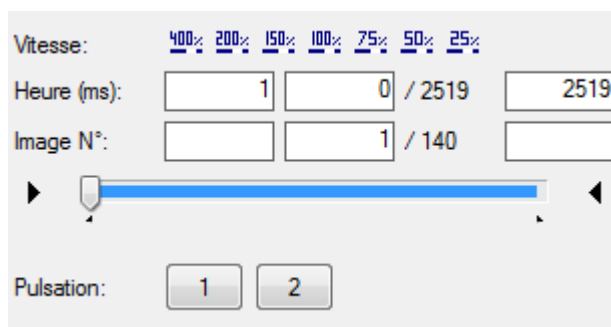 Vitesse: 400% 200% 150% 100% 75% 50% 25%
Heure (ms): 1 0 / 2519 2519
Image N°: 1 / 140
Pulsation: 1 2